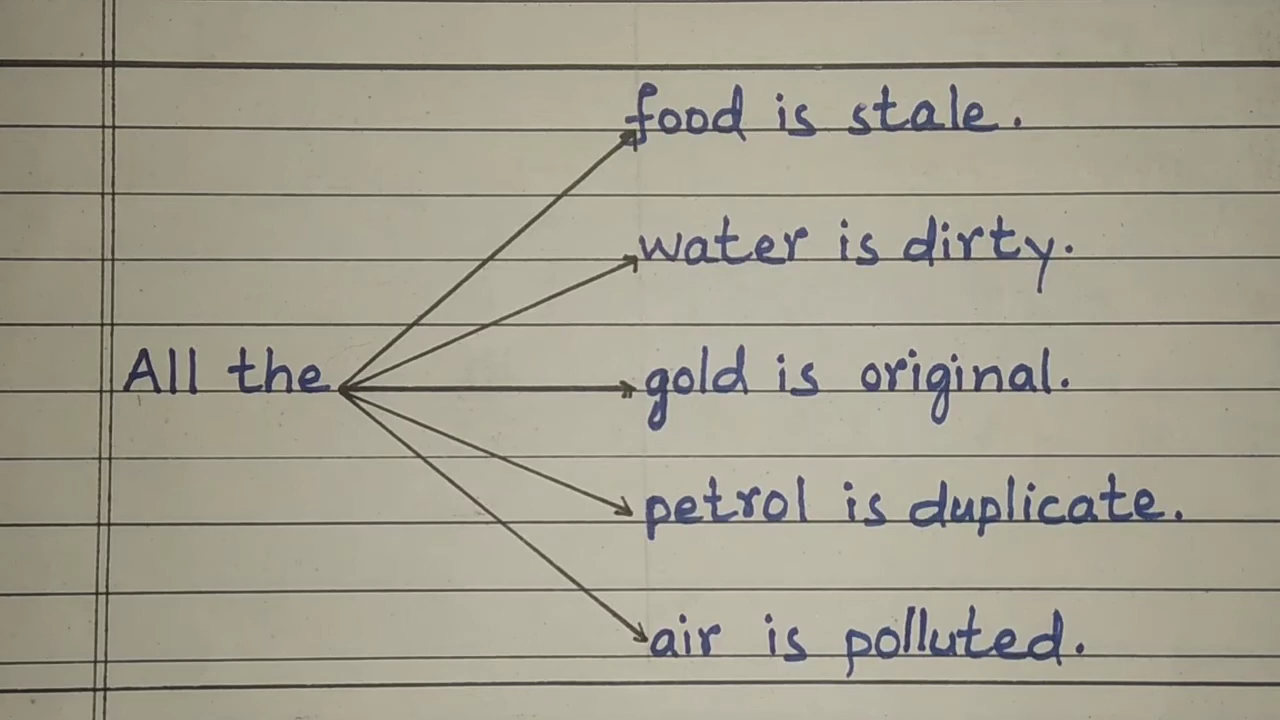 food is stale.
water is dirty.
All the gold is original.
petrol is duplicate.
air is polluted.